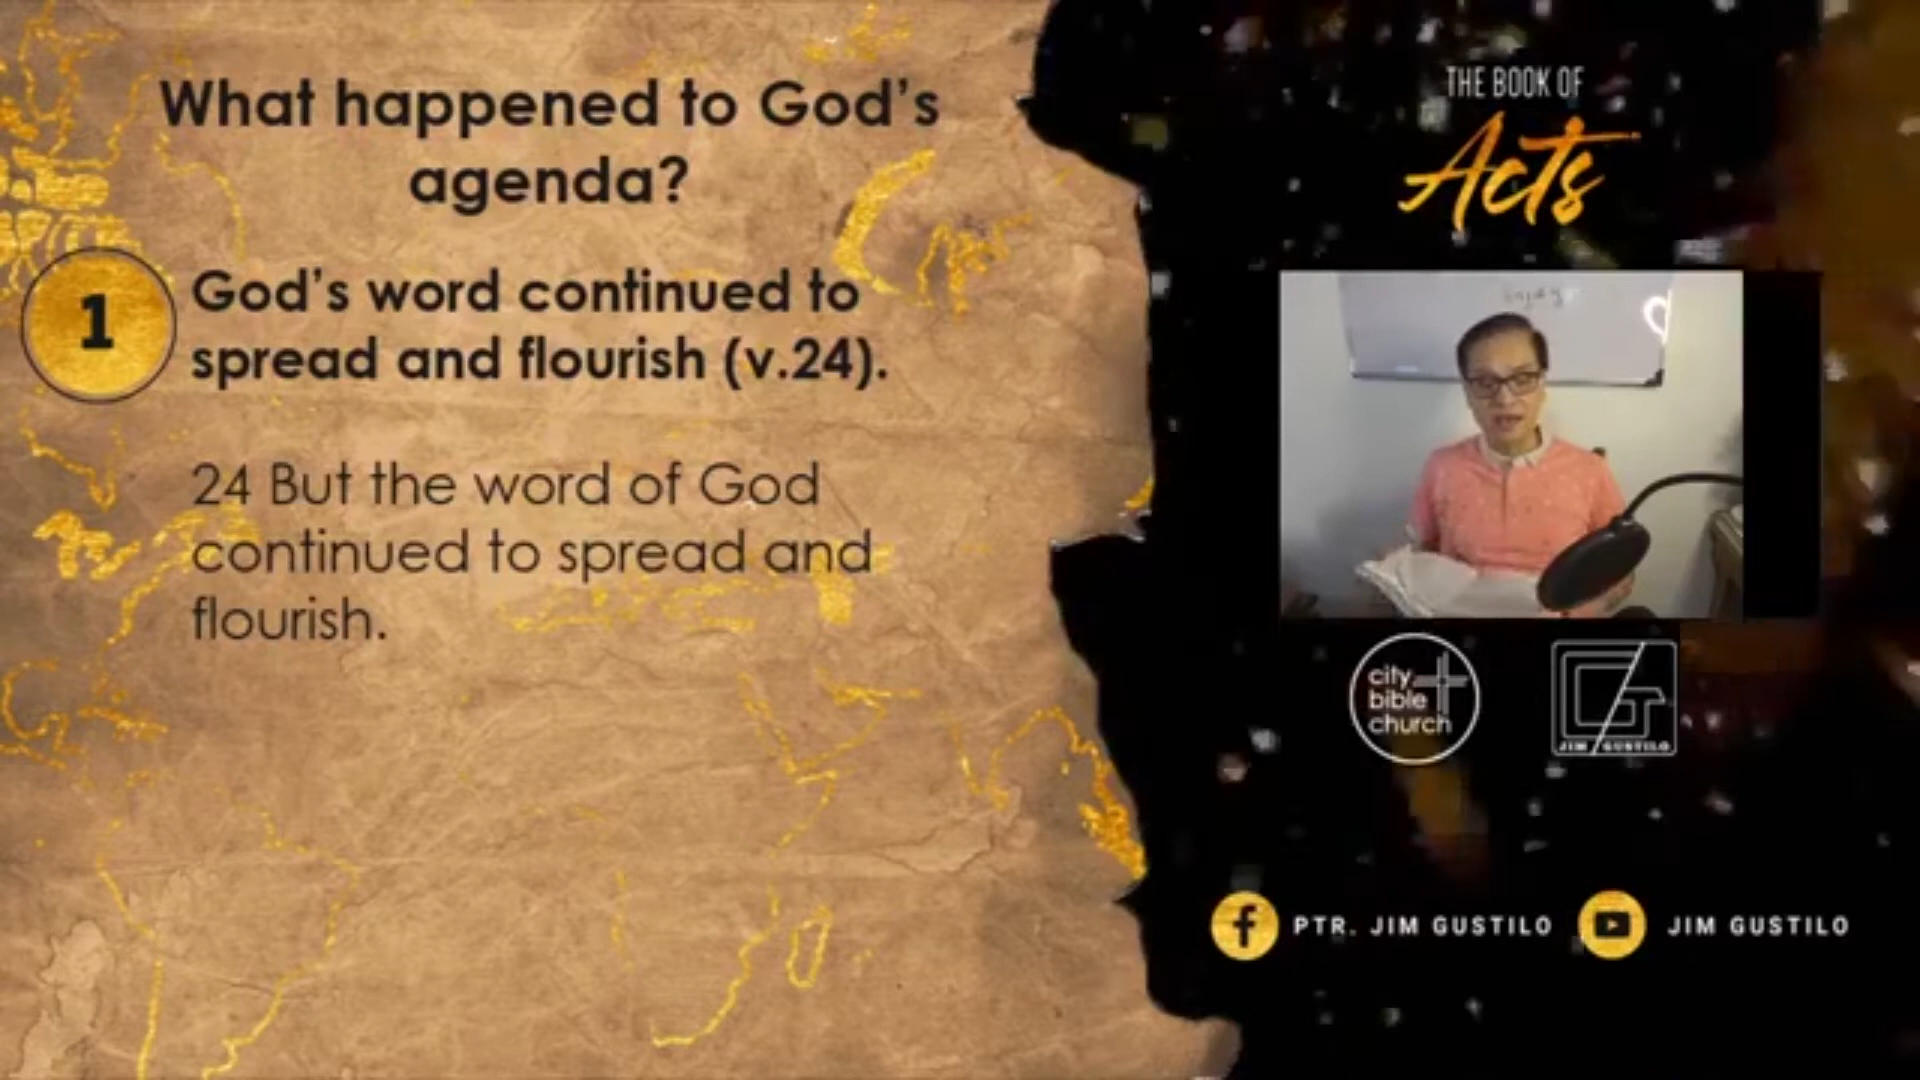 What happened to God's
agenda?
1
God's word continued to
spread and flourish (v.24).
24 But the word of God
continued to spread and
flourish.
THE BOOK OF
Acts
city
bible
church
JIM GUSTILO
PTR. JIM GUSTILO
JIM GUSTILO